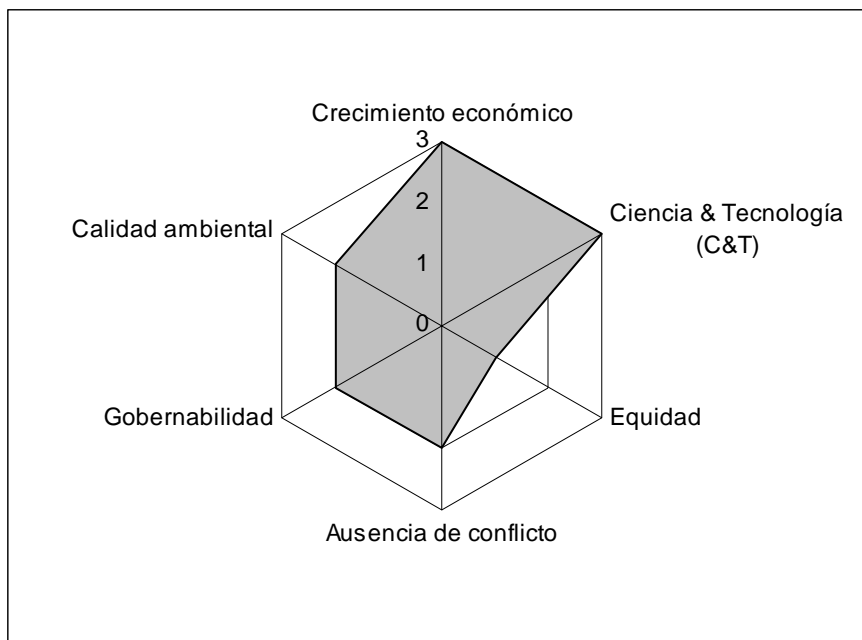 Crecimiento económico
3
2
1
0
Ciencia & Tecnología
(C&T)
Calidad ambiental
Gobernabilidad
Equidad
Ausencia de conflicto